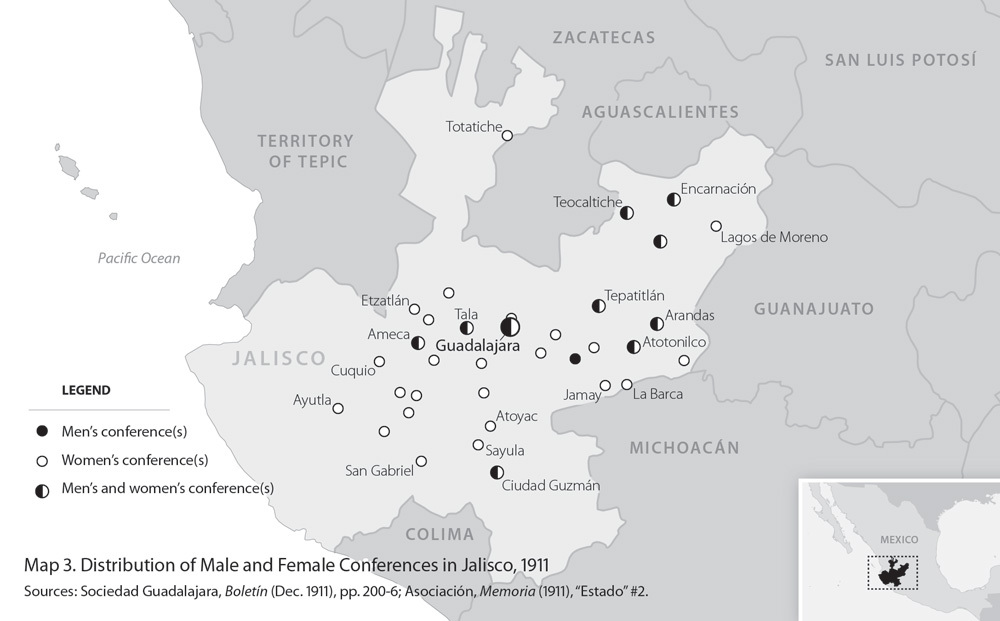 ZACATECAS
SAN LUIS POTOSÍ
AGUASCALIENTES
Totatiche
TERRITORY
OF TEPIC
Encarnación
Teocaltiche
Lagos de Moreno
Pacific Ocean
Etzatlán
Tepatitlán
GUANAJUATO
Tala
Arandas
Ameca
Atotonilco
Guadalajara
JALISCO
Cuquio
LEGEND
Jamay
La Barca
Ayutla
Atoyac
Men's conference(s)
MICHOACÁN
Sayula
Women's conference(s)
San Gabriel
Men's and women's conference(s)
Ciudad Guzmán
COLIMA
MEXICO
Map 3. Distribution of Male and Female Conferences in Jalisco, 1911
Sources: Sociedad Guadalajara, Boletín (Dec. 1911), pp. 200-6; Asociación, Memoria (1911), “Estado” #2.